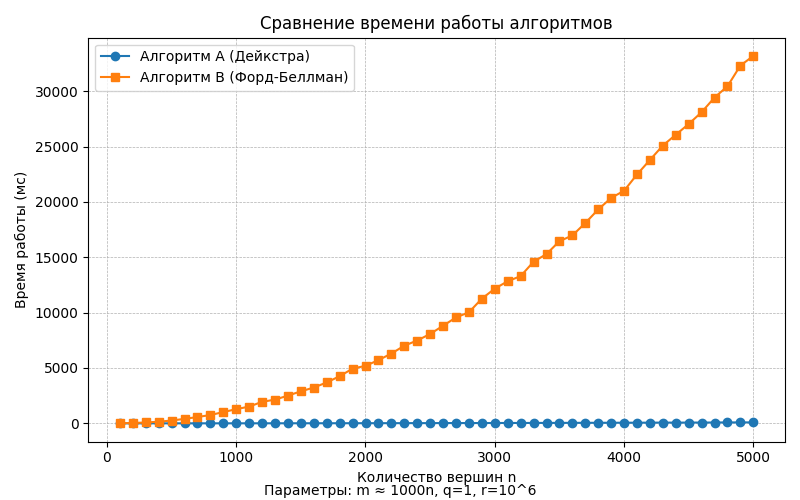 Сравнение времени работы алгоритмов
Алгоритм A (Дейкстра)
Алгоритм B (Форд-Беллман)
Время работы (мс)
30000
25000
20000
15000
10000
5000
0
0 1000 2000 3000 4000 5000
Количество вершин n
Параметры: m ≈ 1000n, q=1, r=10^6